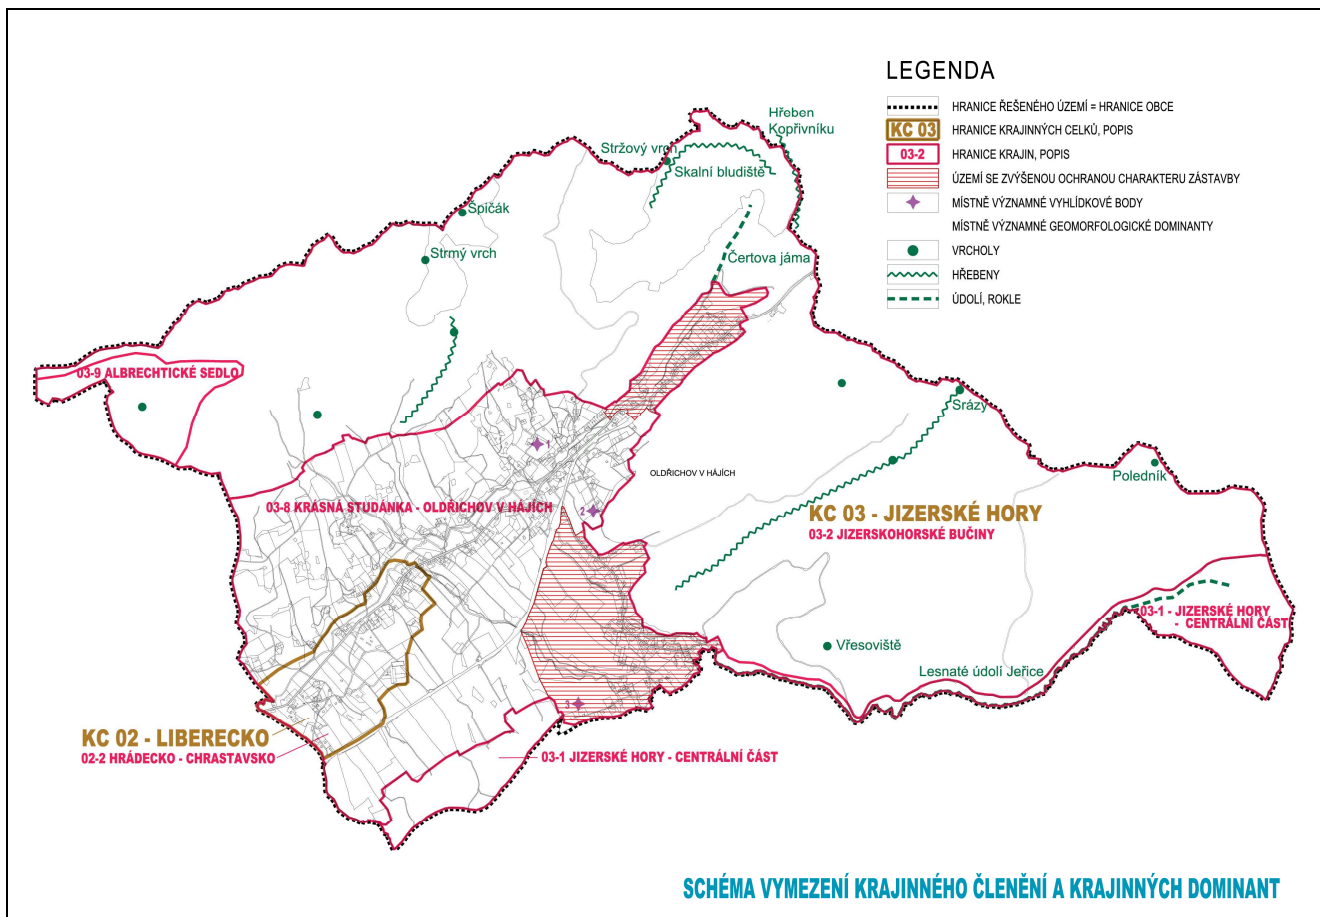 LEGENDA
HRANICE ŘEŠENÉHO ÚZEMÍ = HRANICE OBCE
KC 03
HRANICE KRAJINNÝCH CELKŮ, POPIS
03-2
HRANICE KRAJIN, POPIS
ÚZEMÍ SE ZVÝŠENOU OCHRANOU CHARAKTERU ZÁSTAVBY
MÍSTNĚ VÝZNAMNÉ VYHLÍDKOVÉ BODY
MÍSTNĚ VÝZNAMNÉ GEOMORFOLOGICKÉ DOMINANTY
VRCHOLY
HŘEBENY
ÚDOLÍ, ROKLE
Hřeben
Kopřivníku
Stržový vrch
Skalní bludiště
Špičák
Strmý vrch
Čertova jáma
03-9 ALBRECHTICKÉ SEDLO
Srázy
1
Poledník
OLDŘICHOV V HÁJÍCH
03-8 KRÁSNÁ STUDÁNKA - OLDŘICHOV V HÁJÍCH
2
KC 03 - JIZERSKÉ HORY
03-2 JIZERSKOHORSKÉ BUČINY
03-1 - JIZERSKÉ HORY
- CENTRÁLNÍ ČÁST
Vřesoviště
Lesnaté údolí Jeřice
3
KC 02 - LIBERECKO
02-2 HRÁDECKO - CHRASTAVSKO
03-1 JIZERSKÉ HORY - CENTRÁLNÍ ČÁST
SCHÉMA VYMEZENÍ KRAJINNÉHO ČLENĚNÍ A KRAJINNÝCH DOMINANT